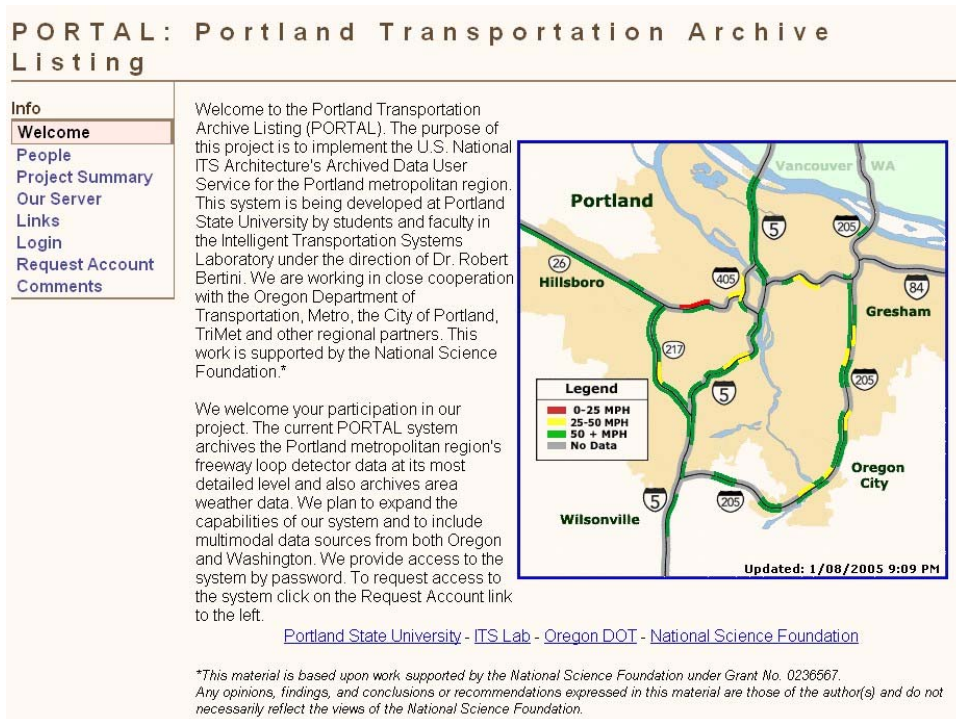 PORTAL: Portland Transportation Archive
Listing
Info
Welcome
People
Project Summary
Our Server
Links
Login
Request Account
Comments
Welcome to the Portland Transportation
Archive Listing (PORTAL). The purpose of
this project is to implement the U.S. National
ITS Architecture's Archived Data User
Service for the Portland metropolitan region.
This system is being developed at Portland
State University by students and faculty in
the Intelligent Transportation Systems
Laboratory under the direction of Dr. Robert
Bertini. We are working in close cooperation
with the Oregon Department of
Transportation, Metro, the City of Portland,
TriMet and other regional partners. This
work is supported by the National Science
Foundation.*
We welcome your participation in our
project. The current PORTAL system
archives the Portland metropolitan region's
freeway loop detector data at its most
detailed level and also archives area
weather data. We plan to expand the
capabilities of our system and to include
multimodal data sources from both Oregon
and Washington. We provide access to the
system by password. To request access to
the system click on the Request Account link
to the left.
Vancouver WA
Portland
5
205
26
Hillsboro
405
84
Gresham
217
205
5
Legend
0-25 MPH
25-50 MPH
50 + MPH
No Data
Oregon
City
5
205
Wilsonville
Updated: 1/08/2005 9:09 PM
Portland State University - ITS Lab - Oregon DOT - National Science Foundation
*This material is based upon work supported by the National Science Foundation under Grant No. 0236567.
Any opinions, findings, and conclusions or recommendations expressed in this material are those of the author(s) and do not
necessarily reflect the views of the National Science Foundation.